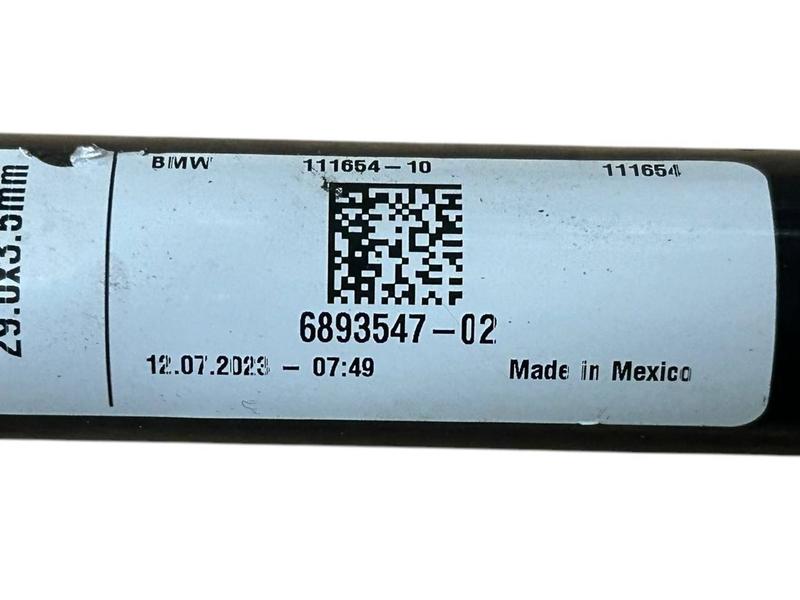 29.0x3.5mm
BMW 111654-10 111654
6893547-02
12.07.2023 - 07:49 Made in Mexico